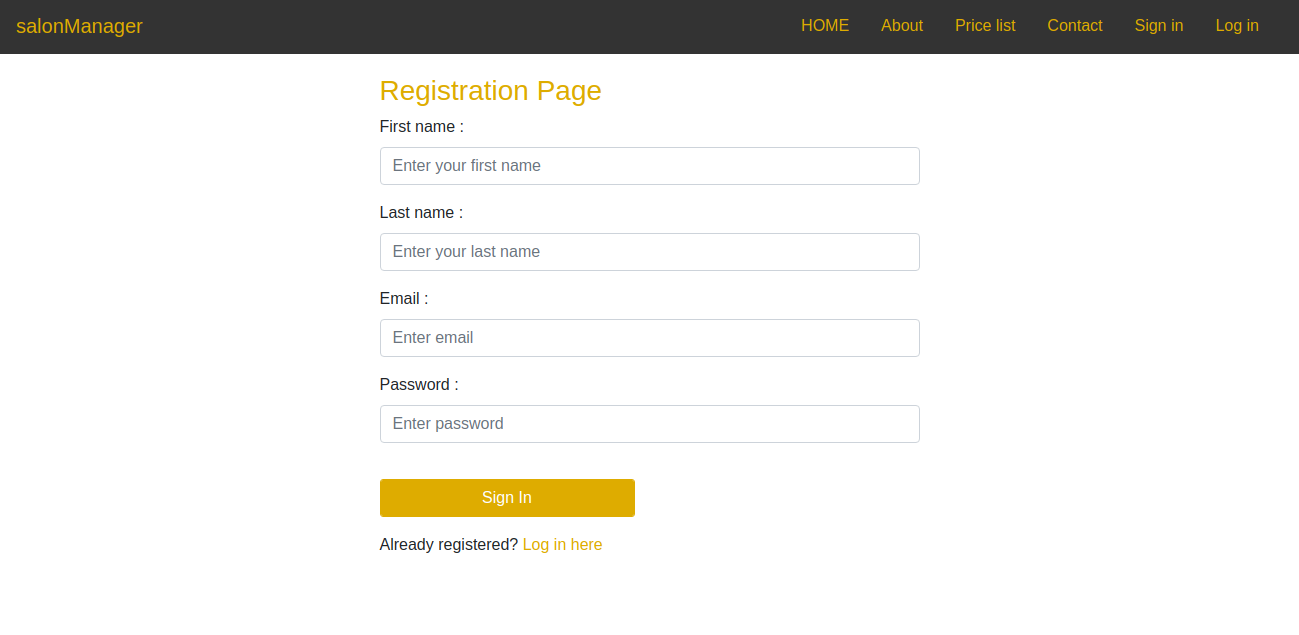 salonManager HOME About Price list Contact Sign in Log in
Registration Page
First name :
Enter your first name
Last name :
Enter your last name
Email :
Enter email
Password :
Enter password
Sign In
Already registered? Log in here